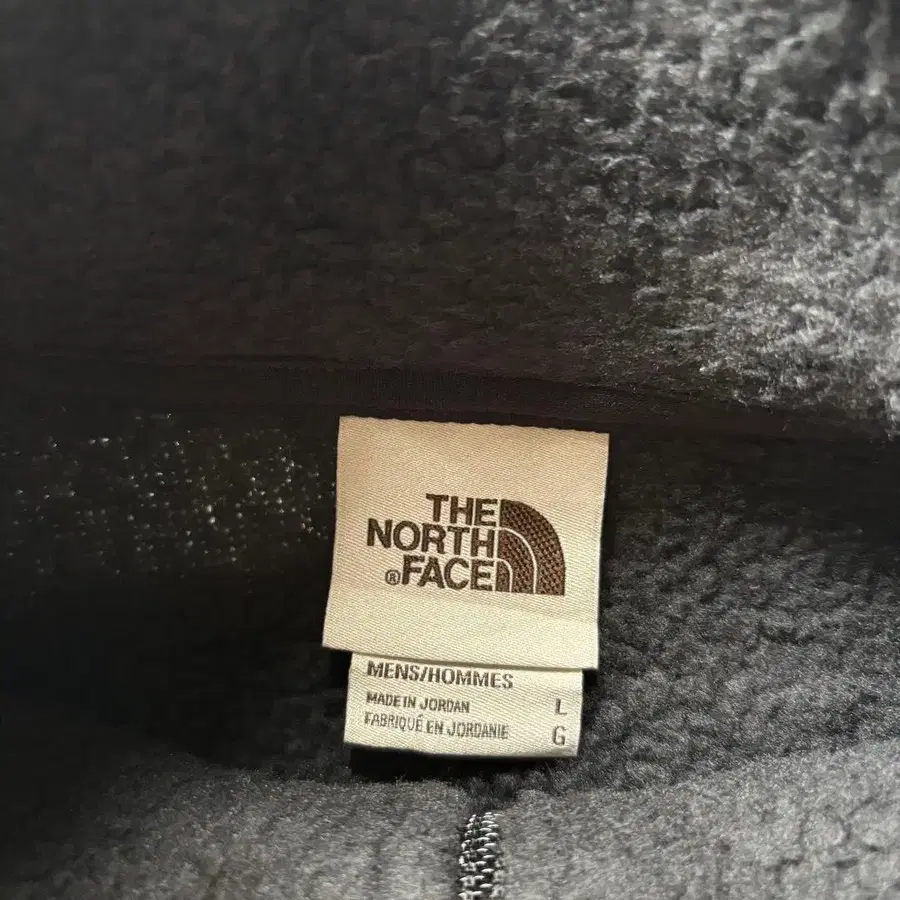 THE
NORTH
®FACE
MENS/HOMMES
MADE IN JORDAN L
FABRIQUÉ EN JORDANIE G